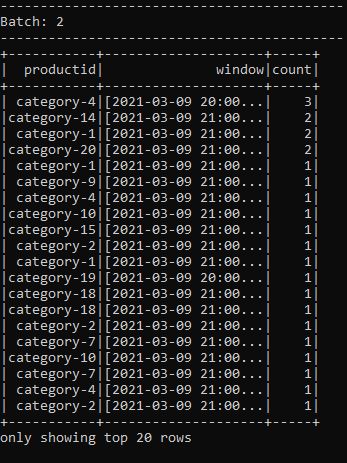 -------------------------------------------
Batch: 2
-------------------------------------------
+-----------+--------------------+-----+
|  productid|              window|count|
+-----------+--------------------+-----+
| category-4|[2021-03-09 20:00...|    3|
|category-14|[2021-03-09 21:00...|    2|
| category-1|[2021-03-09 21:00...|    2|
|category-20|[2021-03-09 21:00...|    2|
| category-1|[2021-03-09 21:00...|    1|
| category-9|[2021-03-09 21:00...|    1|
| category-4|[2021-03-09 21:00...|    1|
|category-10|[2021-03-09 21:00...|    1|
|category-15|[2021-03-09 21:00...|    1|
| category-2|[2021-03-09 21:00...|    1|
| category-1|[2021-03-09 21:00...|    1|
|category-19|[2021-03-09 20:00...|    1|
|category-18|[2021-03-09 21:00...|    1|
|category-18|[2021-03-09 21:00...|    1|
| category-2|[2021-03-09 21:00...|    1|
| category-7|[2021-03-09 21:00...|    1|
|category-10|[2021-03-09 21:00...|    1|
| category-7|[2021-03-09 21:00...|    1|
| category-4|[2021-03-09 21:00...|    1|
| category-2|[2021-03-09 21:00...|    1|
+-----------+--------------------+-----+
only showing top 20 rows